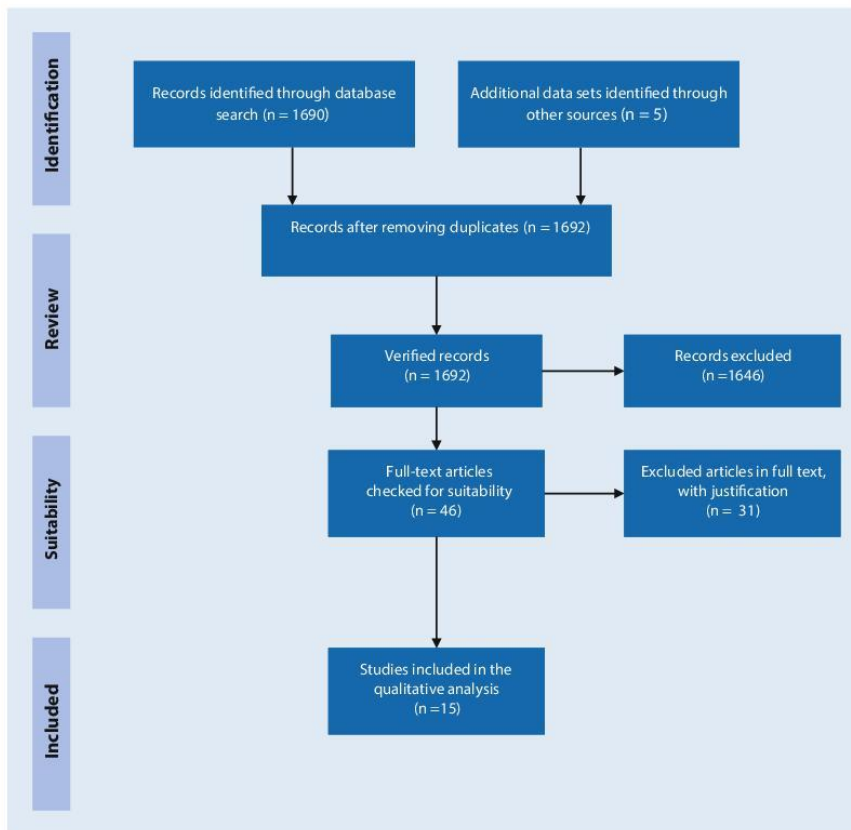 Identification
Records identified through database
search (n = 1690)
Additional data sets identified through
other sources (n = 5)
Records after removing duplicates (n = 1692)
Review
Verified records
(n = 1692)
Records excluded
(n =1646)
Suitability
Full-text articles
checked for suitability
(n = 46)
Excluded articles in full text,
with justification
(n = 31)
Included
Studies included in the
qualitative analysis
(n =15)